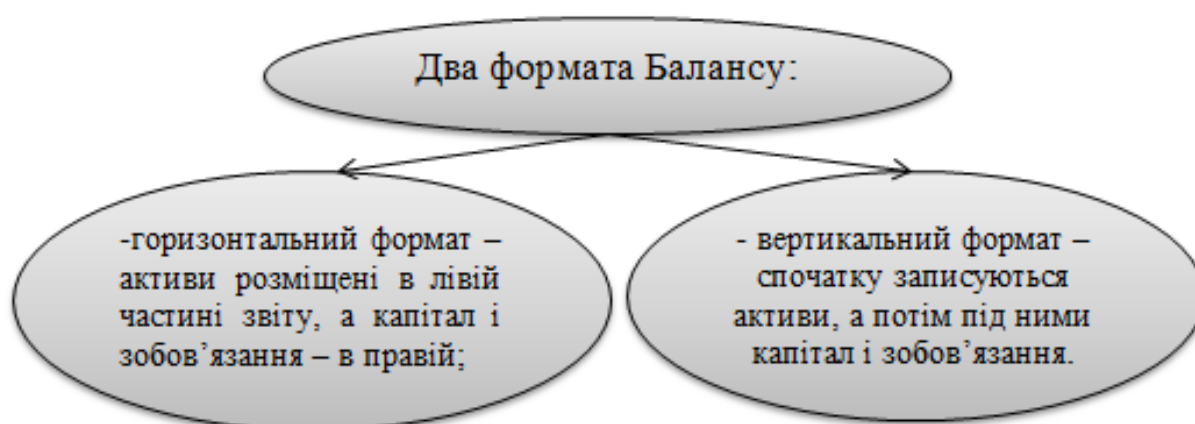 Два формата Балансу:
-горизонтальний формат –
активи розміщені в лівій
частині звіту, а капітал і
зобов’язання – в правій;
- вертикальний формат –
спочатку записуються
активи, а потім під ними
капітал і зобов’язання.